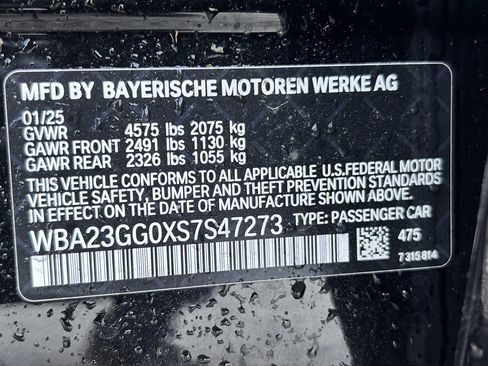 MFD BY BAYERISCHE MOTOREN WERKE AG
01/25
GVWR 4575 lbs 2075 kg
GAWR FRONT 2491 lbs 1130 kg
GAWR REAR 2326 lbs 1055 kg
THIS VEHICLE CONFORMS TO ALL APPLICABLE U.S.FEDERAL MOTOR
VEHICLE SAFETY, BUMPER AND THEFT PREVENTION STANDARDS
IN EFFECT ON THE DATE OF MANUFACTURE SHOWN ABOVE.
WBA23GG0XS7S47273 TYPE: PASSENGER CAR
475
7 315 814